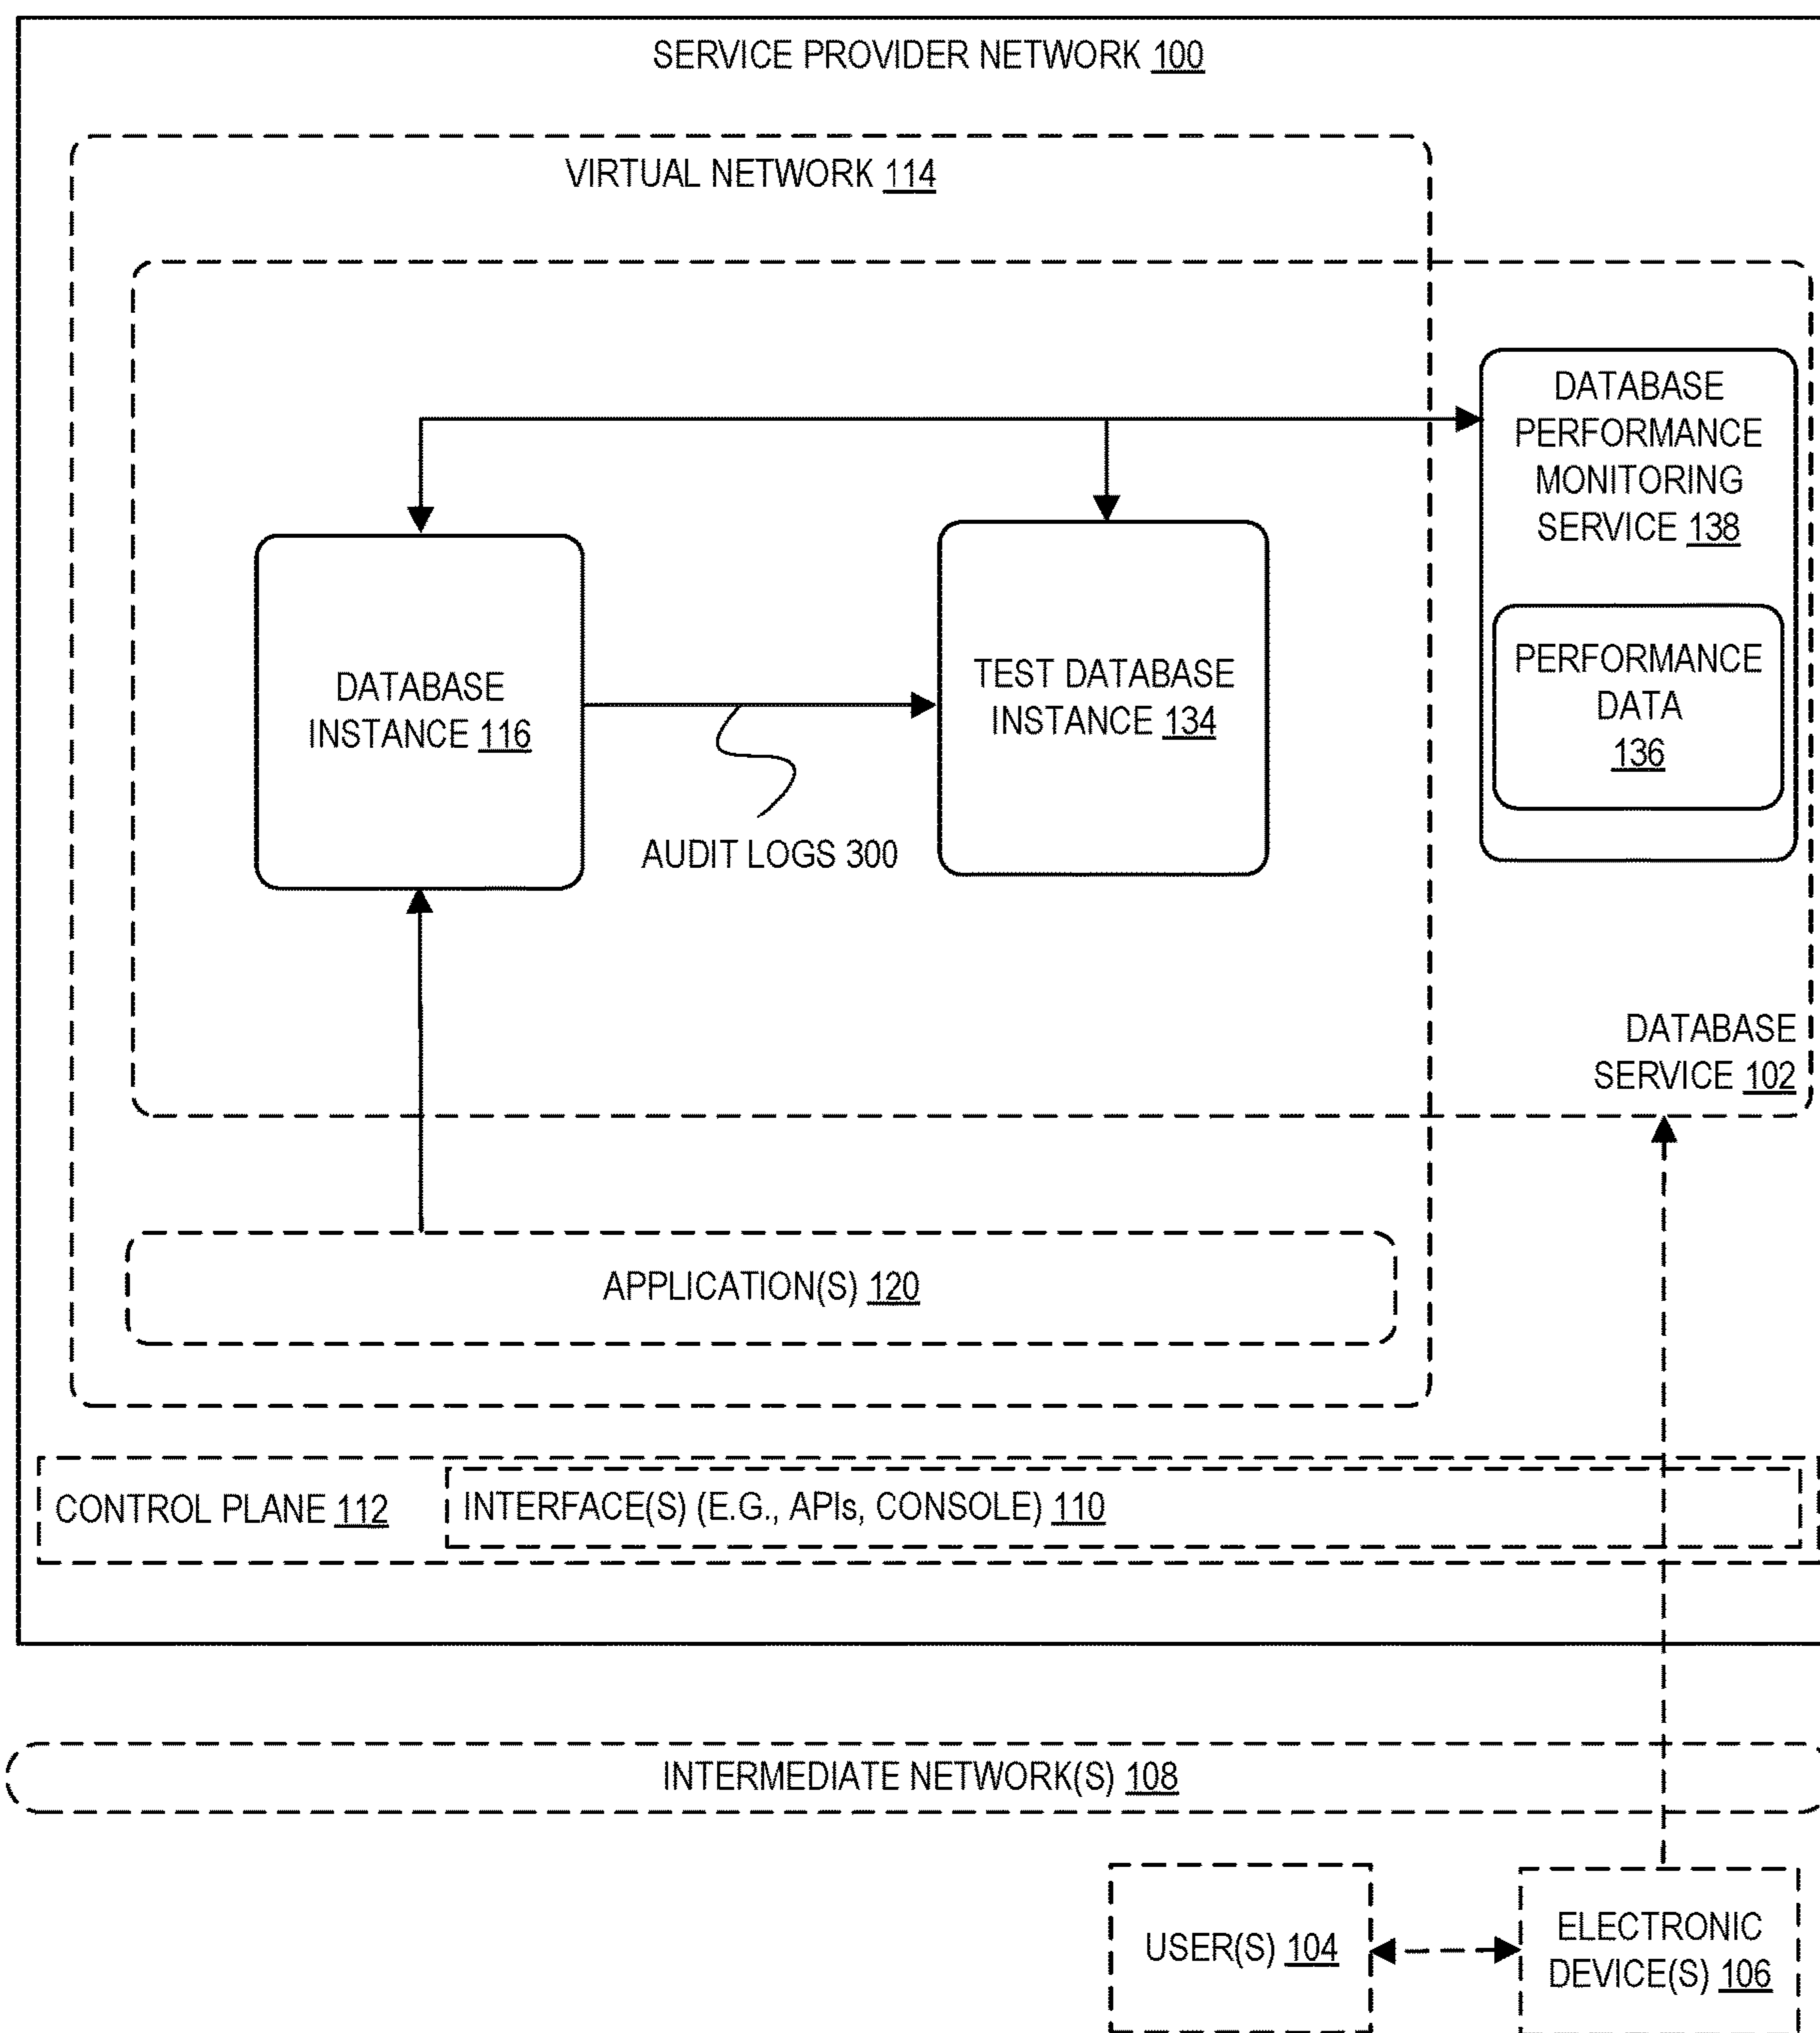 SERVICE PROVIDER NETWORK 100
VIRTUAL NETWORK 114
DATABASE
PERFORMANCE
MONITORING
SERVICE 138
PERFORMANCE
DATA
136
DATABASE
INSTANCE 116
TEST DATABASE
INSTANCE 134
AUDIT LOGS 300
DATABASE
SERVICE 102
APPLICATION(S) 120
CONTROL PLANE 112
INTERFACE(S) (E.G., APIs, CONSOLE) 110
INTERMEDIATE NETWORK(S) 108
USER(S) 104
ELECTRONIC
DEVICE(S) 106